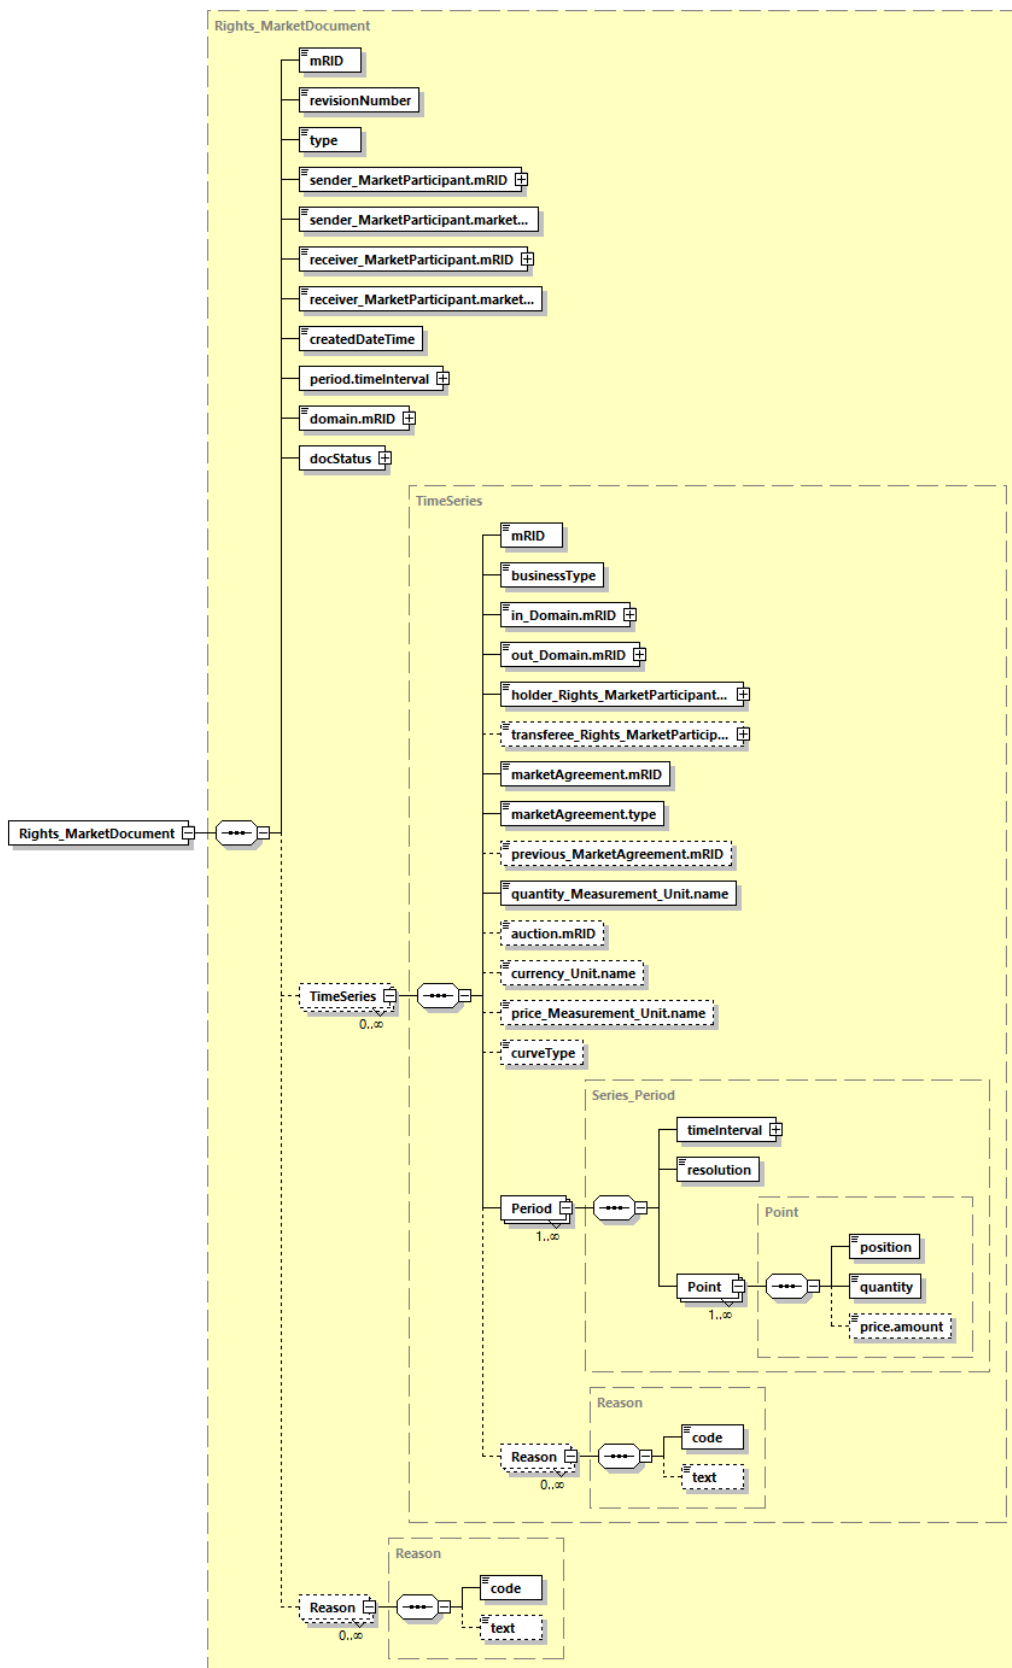 Rights_MarketDocument
mRID
revisionNumber
type
sender_MarketParticipant.mRID
sender_MarketParticipant.market...
receiver_MarketParticipant.mRID
receiver_MarketParticipant.market...
createdDateTime
period.timeInterval
domain.mRID
docStatus
TimeSeries
mRID
businessType
in_Domain.mRID
out_Domain.mRID
holder_Rights_MarketParticipant...
transferee_Rights_MarketParticip...
marketAgreement.mRID
marketAgreement.type
Rights_MarketDocument
previous_MarketAgreement.mRID
quantity_Measurement_Unit.name
auction.mRID
currency_Unit.name
TimeSeries
0..∞
price_Measurement_Unit.name
curveType
Series_Period
timeInterval
resolution
Period
1..∞
Point
position
Point
1..∞
quantity
price.amount
Reason
code
Reason
0..∞
text
Reason
code
Reason
0..∞
text